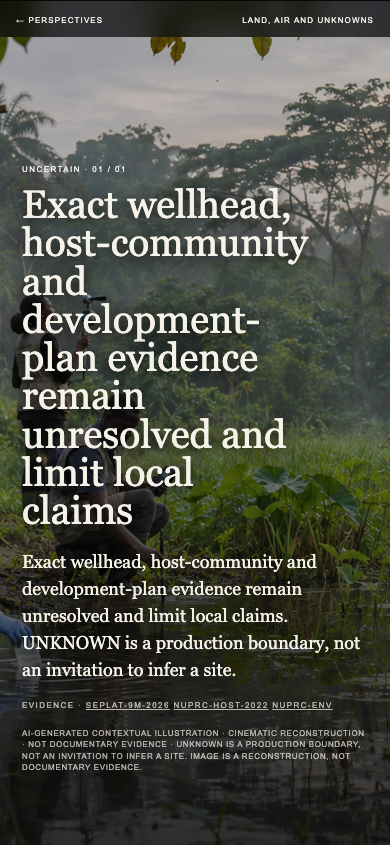 ← PERSPECTIVES
LAND, AIR AND UNKNOWNS
UNCERTAIN · 01 / 01
Exact wellhead,
host-community
and
development-
plan evidence
remain
unresolved and
limit local
claims
Exact wellhead, host-community and
development-plan evidence remain
unresolved and limit local claims.
UNKNOWN is a production boundary, not
an invitation to infer a site.
EVIDENCE · SEPLAT-9M-2026 NUPRC-HOST-2022 NUPRC-ENV
AI-GENERATED CONTEXTUAL ILLUSTRATION · CINEMATIC RECONSTRUCTION
· NOT DOCUMENTARY EVIDENCE · UNKNOWN IS A PRODUCTION BOUNDARY,
NOT AN INVITATION TO INFER A SITE. IMAGE IS A RECONSTRUCTION, NOT
DOCUMENTARY EVIDENCE.